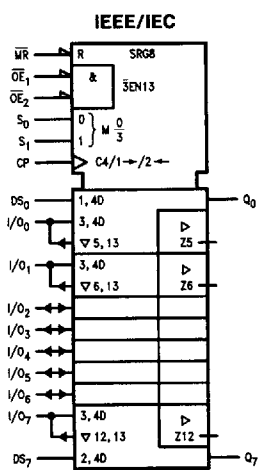 IEEE/IEC
MR R SRG8
OE1 & 3EN13
OE2
S0 0 } M 0/3
S1 1
CP C4/1→/2←
DS0 1,4D Q0
I/O0 3,4D ▷
▽5,13 Z5
I/O1 3,4D ▷
▽6,13 Z6
I/O2
I/O3
I/O4
I/O5
I/O6
I/O7 3,4D ▷
▽12,13 Z12
DS7 2,4D Q7